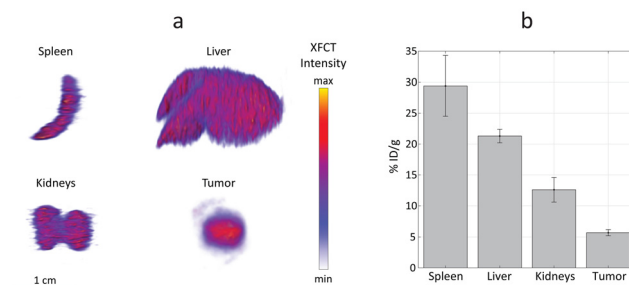 a
Spleen
Liver
XFCT
Intensity
max
Kidneys
Tumor
1 cm
min
b
% ID/g
35
30
25
20
15
10
5
0
Spleen
Liver
Kidneys
Tumor